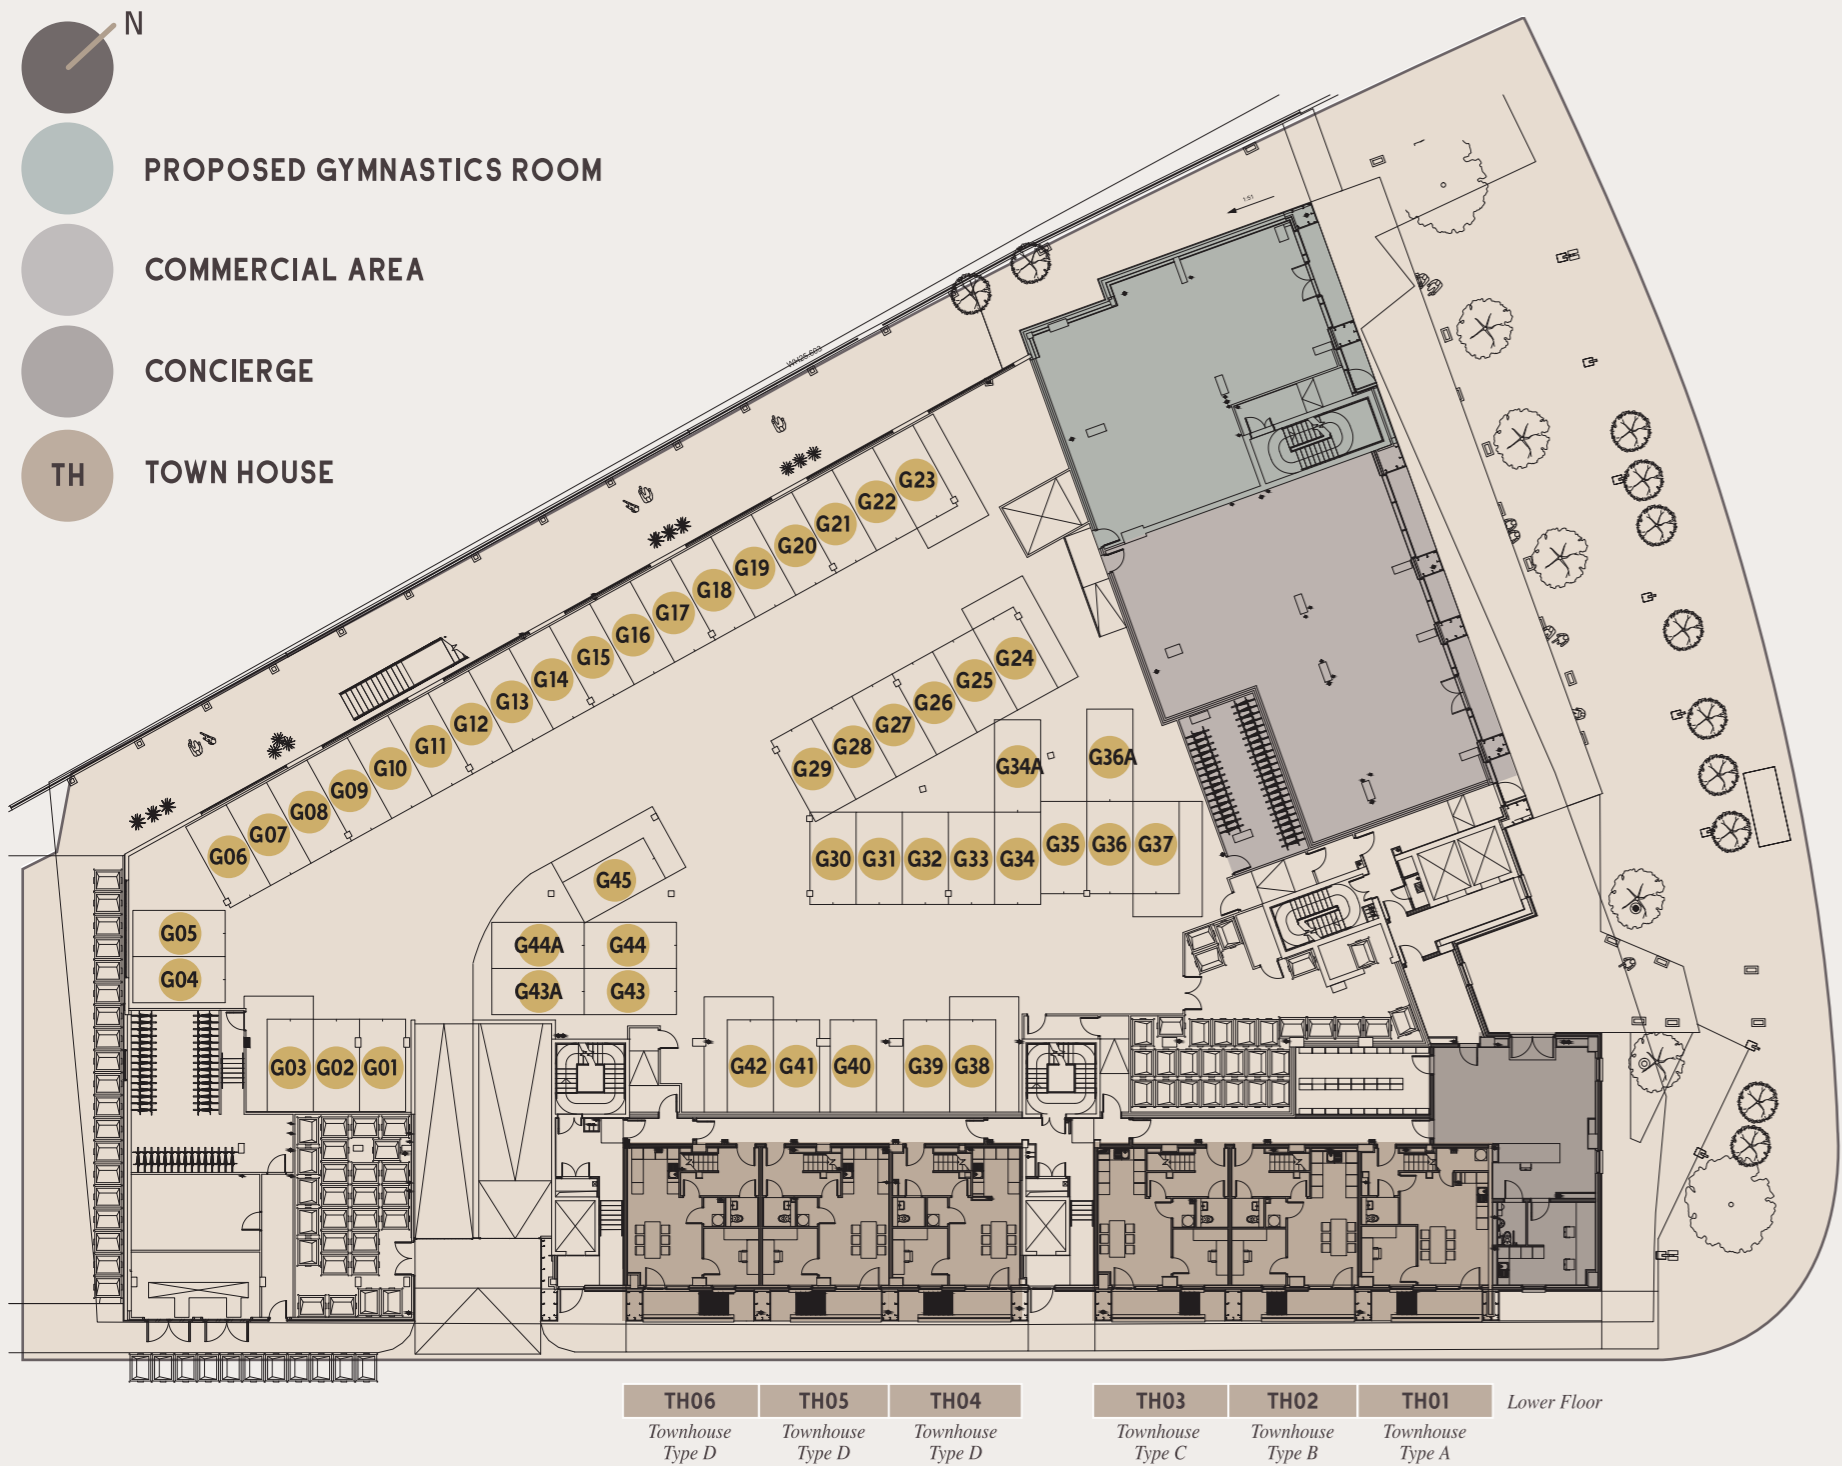 N
PROPOSED GYMNASTICS ROOM
COMMERCIAL AREA
CONCIERGE
TH TOWN HOUSE
1:51
G23
G22
G21
G20
G19
G18
G17
G16
G15
G14
G13
G12
G11
G10
G09
G08
G07
G06
G24
G25
G26
G27
G28
G29
G34A
G36A
G30
G31
G32
G33
G34
G35
G36
G37
G45
G44A
G44
G43A
G43
G05
G04
G03
G02
G01
G42
G41
G40
G39
G38
TH06
TH05
TH04
TH03
TH02
TH01
Lower Floor
Townhouse
Type D
Townhouse
Type D
Townhouse
Type D
Townhouse
Type C
Townhouse
Type B
Townhouse
Type A